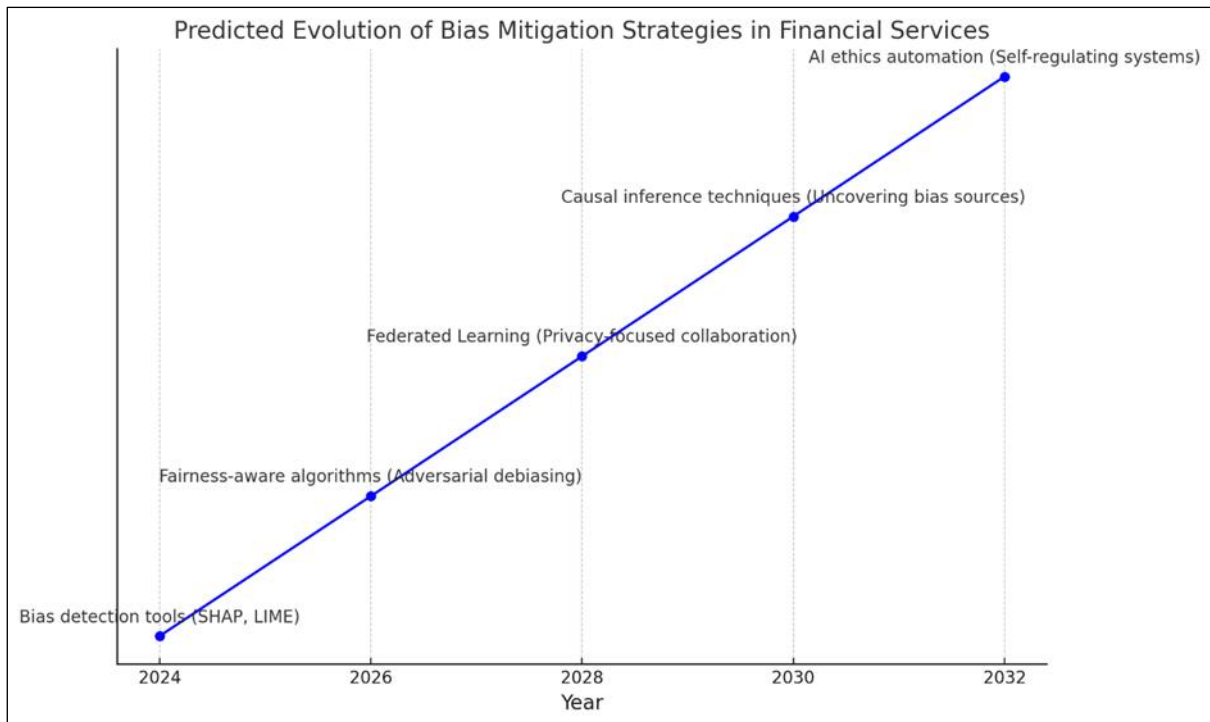 Predicted Evolution of Bias Mitigation Strategies in Financial Services
AI ethics automation (Self-regulating systems)
Causal inference techniques (Uncovering bias sources)
Federated Learning (Privacy-focused collaboration)
Fairness-aware algorithms (Adversarial debiasing)
Bias detection tools (SHAP, LIME)
2024 2026 2028 2030 2032
Year